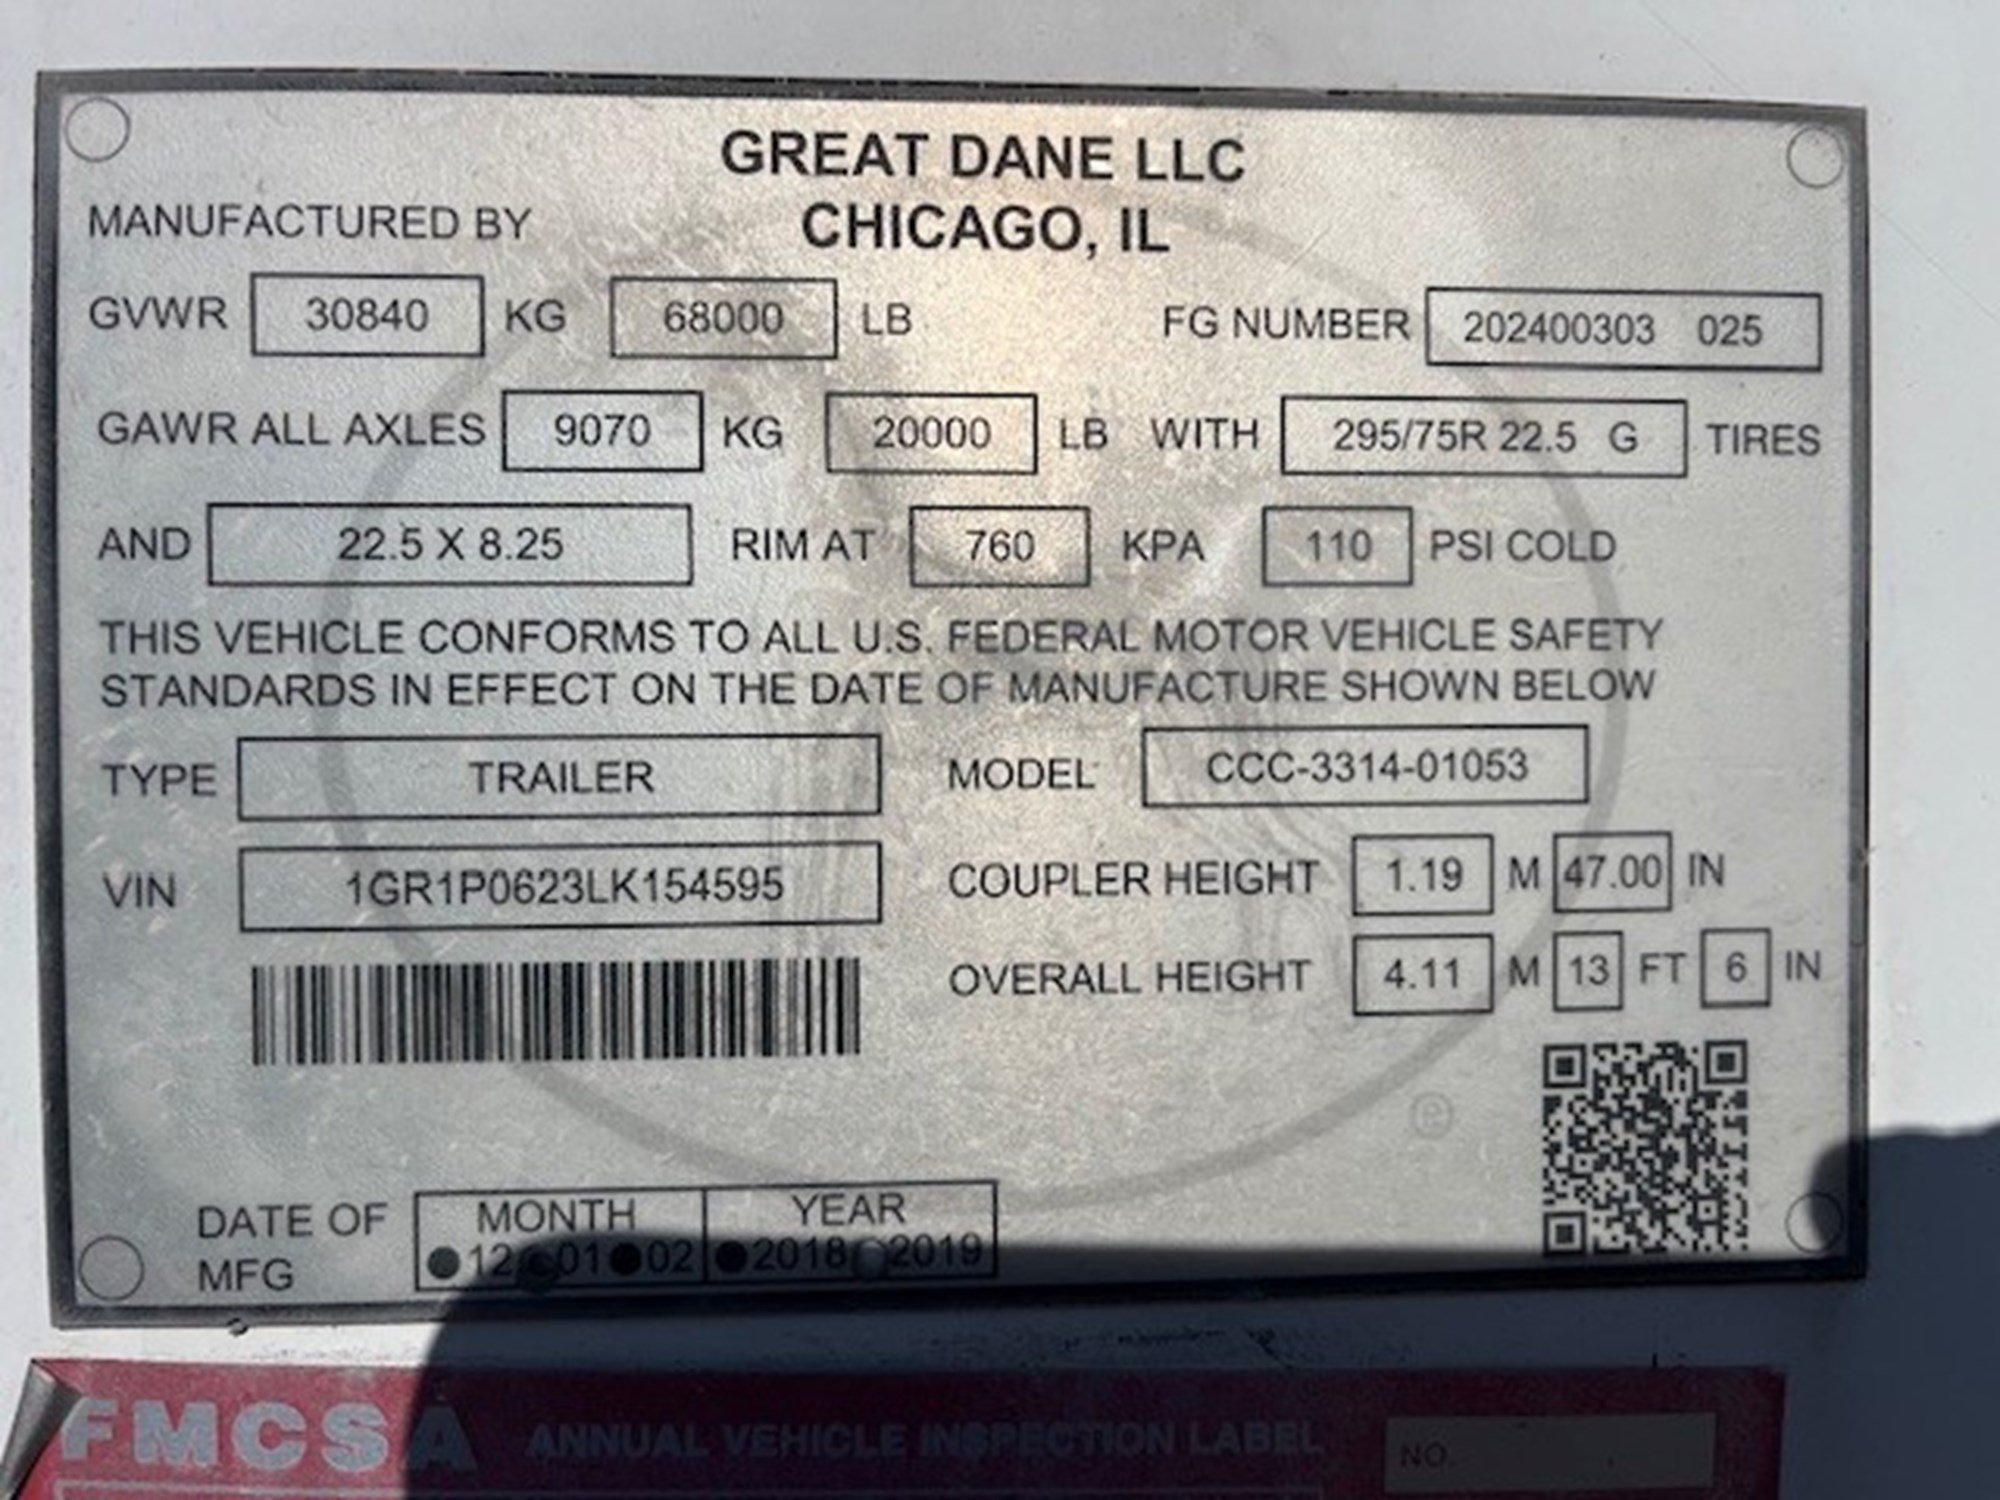 GREAT DANE LLC
MANUFACTURED BY CHICAGO, IL
GVWR 30840 KG 68000 LB FG NUMBER 202400303 025
GAWR ALL AXLES 9070 KG 20000 LB WITH 295/75R 22.5 G TIRES
AND 22.5 X 8.25 RIM AT 760 KPA 110 PSI COLD
THIS VEHICLE CONFORMS TO ALL U.S. FEDERAL MOTOR VEHICLE SAFETY
STANDARDS IN EFFECT ON THE DATE OF MANUFACTURE SHOWN BELOW
TYPE TRAILER MODEL CCC-3314-01053
VIN 1GR1P0623LK154595 COUPLER HEIGHT 1.19 M 47.00 IN
OVERALL HEIGHT 4.11 M 13 FT 6 IN
DATE OF MFG MONTH YEAR
12 01 02 2018 2019
FMCSA ANNUAL VEHICLE INSPECTION LABEL NO